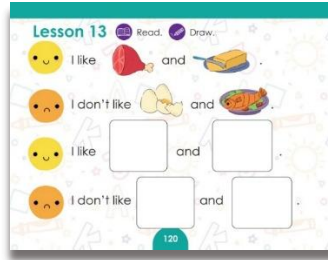 Lesson 13 Read. Draw.
I like and .
I don't like and .
I like and .
I don't like and .
120